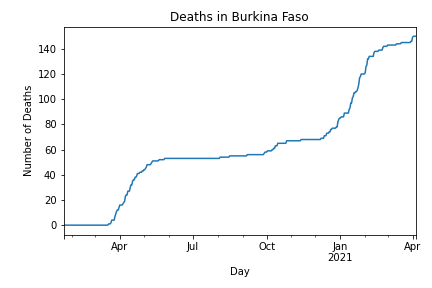 Deaths in Burkina Faso
Number of Deaths
140
120
100
80
60
40
20
0
Apr
Jul
Oct
Jan
2021
Apr
Day